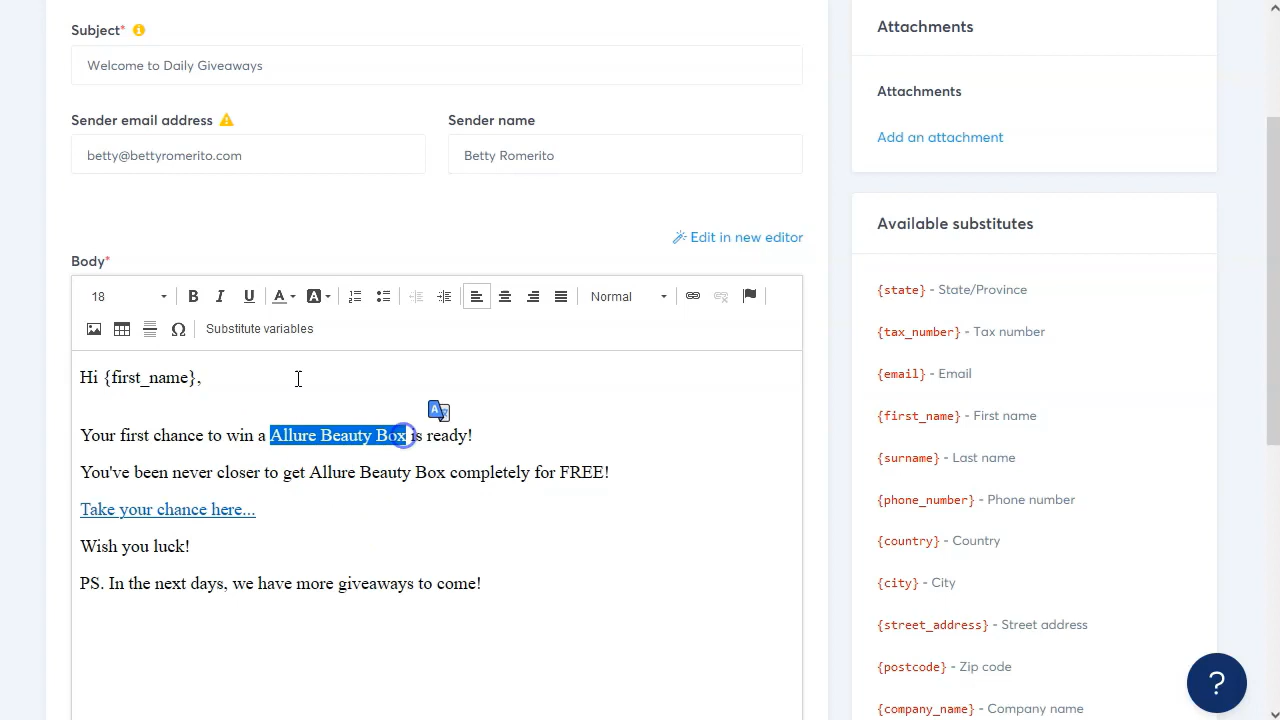 Subject*
Welcome to Daily Giveaways
Sender email address
Sender name
betty@bettyromerito.com
Betty Romerito
Edit in new editor
Body*
18
B I U A A
Normal
Substitute variables
Hi {first_name},
Your first chance to win a Allure Beauty Box is ready!
You've been never closer to get Allure Beauty Box completely for FREE!
Take your chance here...
Wish you luck!
PS. In the next days, we have more giveaways to come!
Attachments
Attachments
Add an attachment
Available substitutes
{state} - State/Province
{tax_number} - Tax number
{email} - Email
{first_name} - First name
{surname} - Last name
{phone_number} - Phone number
{country} - Country
{city} - City
{street_address} - Street address
{postcode} - Zip code
{company_name} - Company name
?